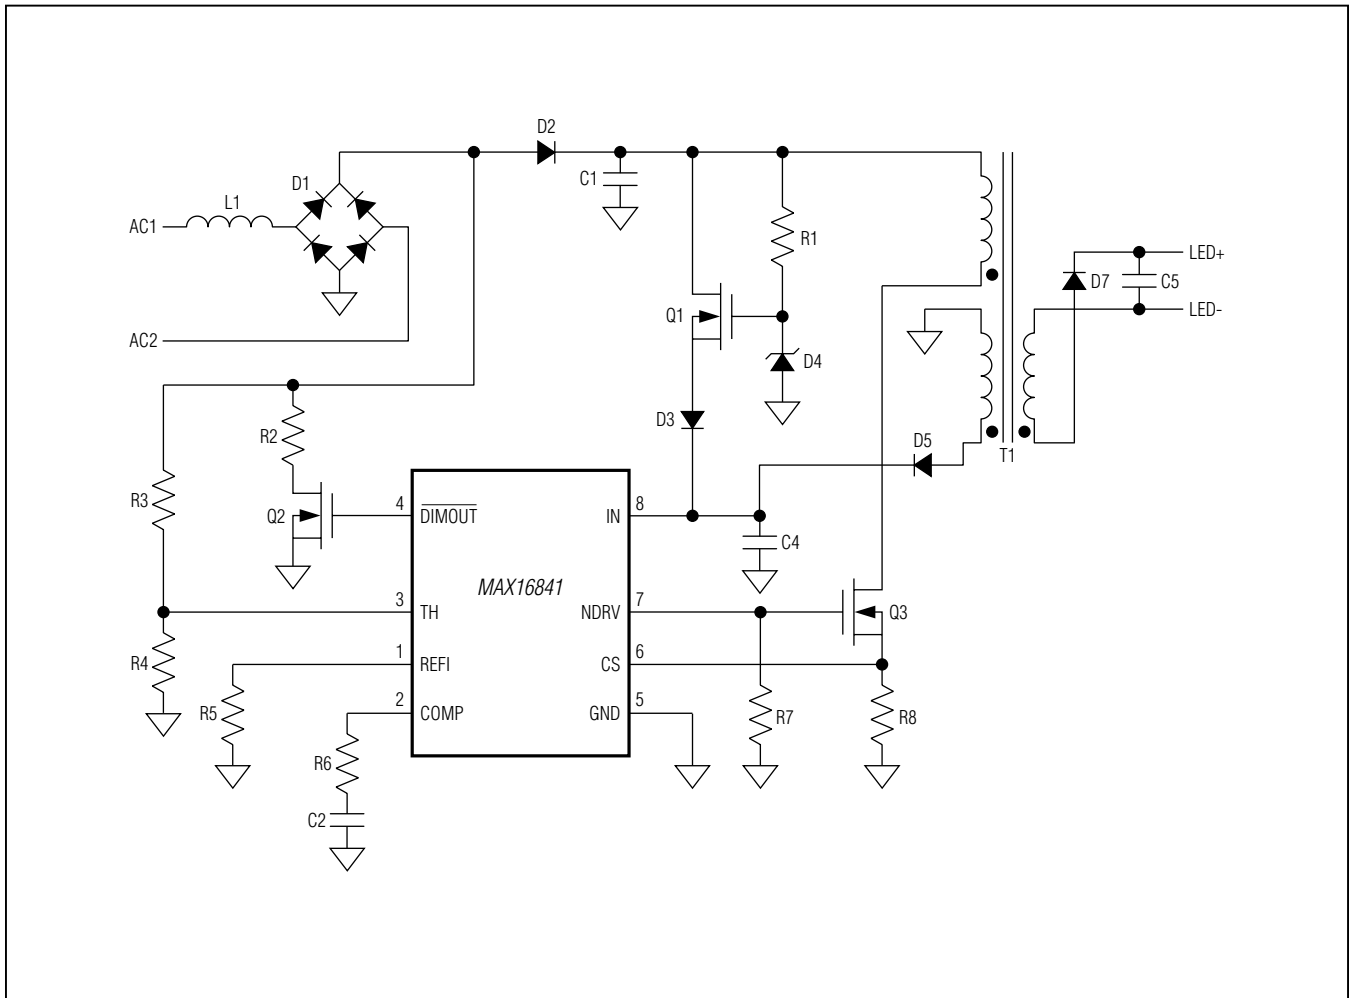 D2
D1
C1
L1
AC1
R1
LED+
D7
C5
Q1
LED-
AC2
D4
D3
R2
D5
T1
R3
4
8
Q2
DIMOUT
IN
C4
MAX16841
3
7
TH
NDRV
Q3
1
6
R4
REFI
CS
2
5
R5
COMP
GND
R7
R8
R6
C2